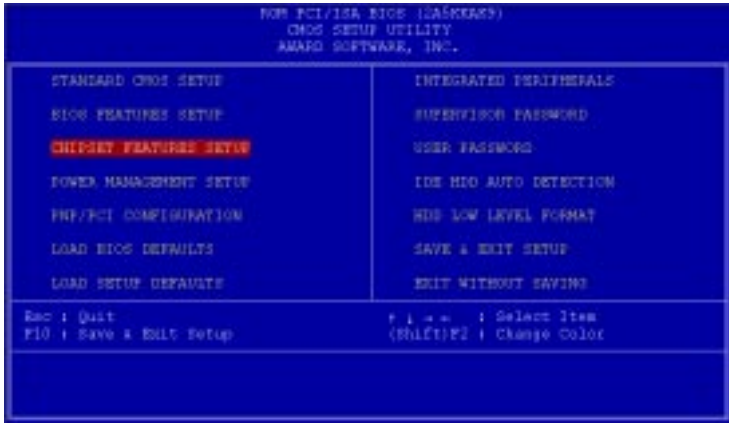 ROM PCI/ISA BIOS (2A5KKAK9)
CMOS SETUP UTILITY
AWARD SOFTWARE, INC.
STANDARD CMOS SETUP
BIOS FEATURES SETUP
CHIPSET FEATURES SETUP
POWER MANAGEMENT SETUP
PNP/PCI CONFIGURATION
LOAD BIOS DEFAULTS
LOAD SETUP DEFAULTS
INTEGRATED PERIPHERALS
SUPERVISOR PASSWORD
USER PASSWORD
IDE HDD AUTO DETECTION
HDD LOW LEVEL FORMAT
SAVE & EXIT SETUP
EXIT WITHOUT SAVING
Esc : Quit
F10 : Save & Exit Setup
: Select Item
(Shift)F2 : Change Color